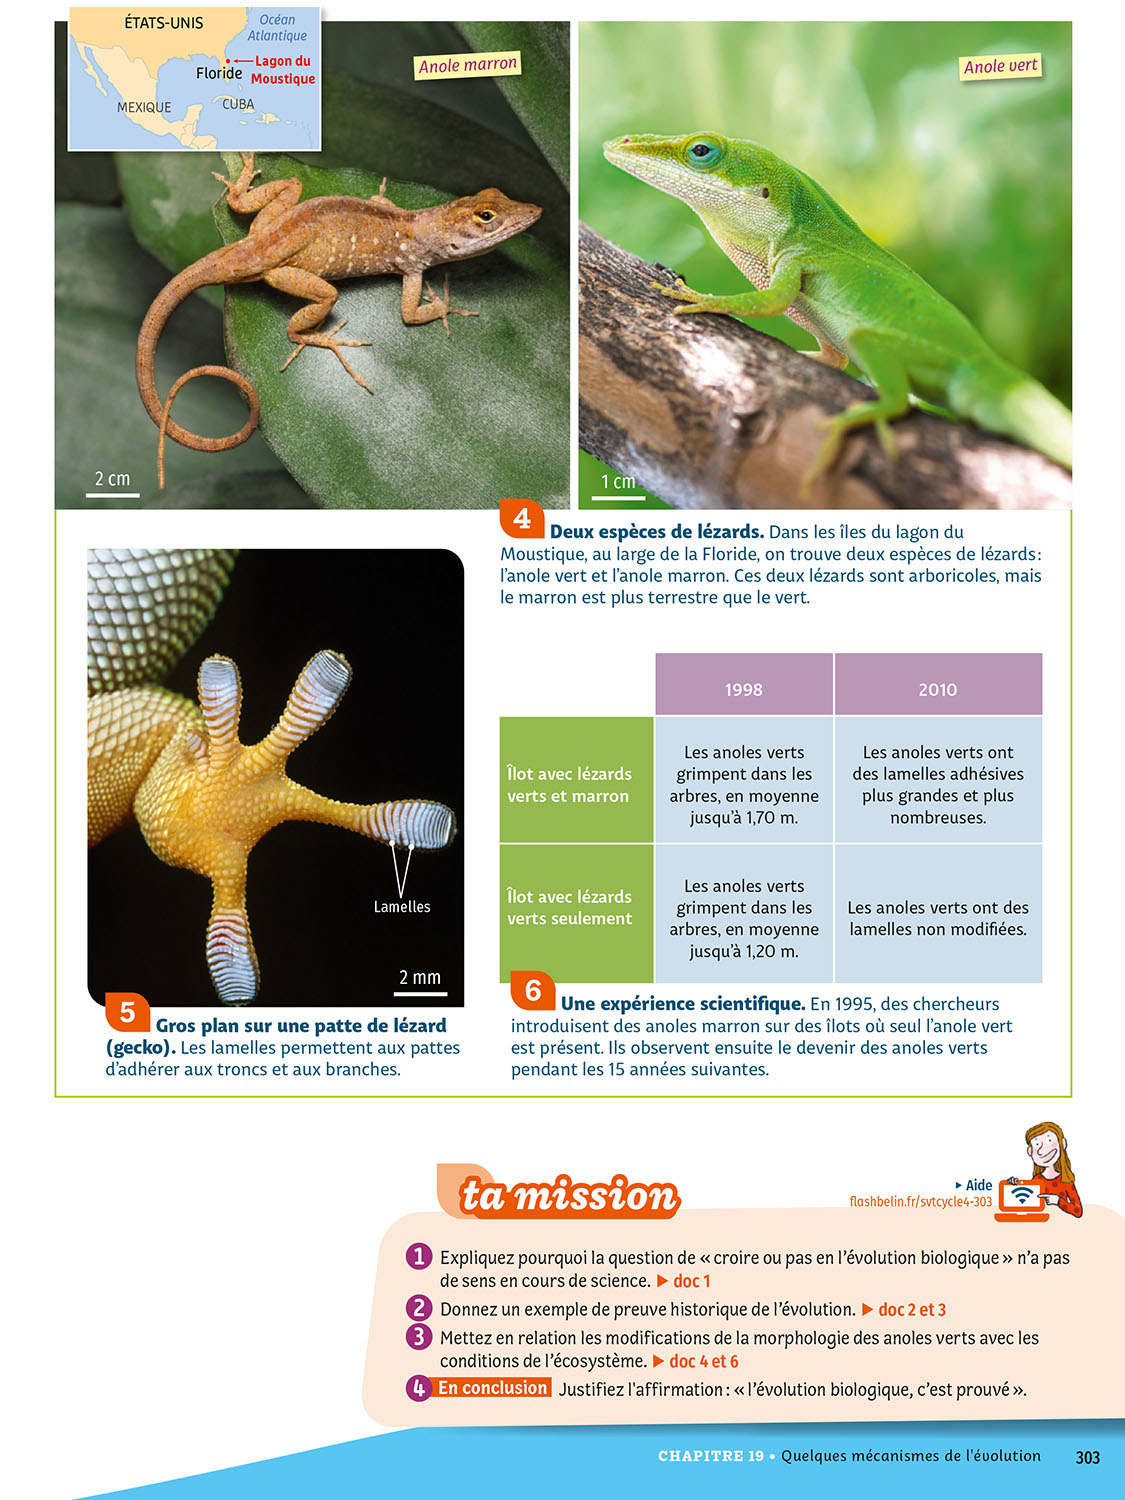 ÉTATS-UNIS
Océan
Atlantique
Lagon du
Moustique
Floride
MEXIQUE
CUBA
Anole marron
Anole vert
2 cm
1 cm
4 Deux espèces de lézards. Dans les îles du lagon du
Moustique, au large de la Floride, on trouve deux espèces de lézards :
l'anole vert et l'anole marron. Ces deux lézards sont arboricoles, mais
le marron est plus terrestre que le vert.
Lamelles
2 mm
5 Gros plan sur une patte de lézard
(gecko). Les lamelles permettent aux pattes
d'adhérer aux troncs et aux branches.
1998
2010
Îlot avec lézards
verts et marron
Les anoles verts
grimpent dans les
arbres, en moyenne
jusqu'à 1,70 m.
Les anoles verts ont
des lamelles adhésives
plus grandes et plus
nombreuses.
Îlot avec lézards
verts seulement
Les anoles verts
grimpent dans les
arbres, en moyenne
jusqu'à 1,20 m.
Les anoles verts ont des
lamelles non modifiées.
6 Une expérience scientifique. En 1995, des chercheurs
introduisent des anoles marron sur des îlots où seul l'anole vert
est présent. Ils observent ensuite le devenir des anoles verts
pendant les 15 années suivantes.
ta mission
▸ Aide
flashbelin.fr/svtcycle4-303
1 Expliquez pourquoi la question de « croire ou pas en l'évolution biologique » n'a pas
de sens en cours de science. ▶ doc 1
2 Donnez un exemple de preuve historique de l'évolution. ▶ doc 2 et 3
3 Mettez en relation les modifications de la morphologie des anoles verts avec les
conditions de l'écosystème. ▶ doc 4 et 6
4 En conclusion Justifiez l'affirmation : « l'évolution biologique, c'est prouvé ».
CHAPITRE 19 • Quelques mécanismes de l'évolution 303